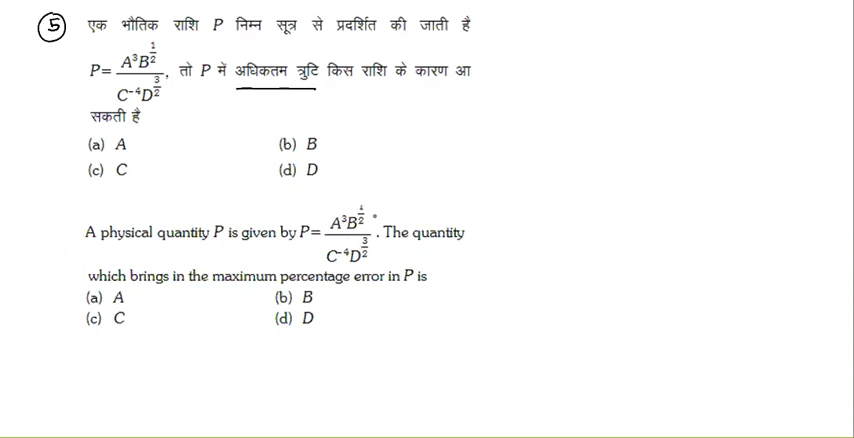 5 एक भौतिक राशि P निम्न सूत्र से प्रदर्शित की जाती है
P= A³B^{1/2} / C⁻⁴D^{3/2}, तो P में अधिकतम त्रुटि किस राशि के कारण आ
सकती है
(a) A (b) B
(c) C (d) D
A physical quantity P is given by P= A³B^{1/2} / C⁻⁴D^{3/2} . The quantity
which brings in the maximum percentage error in P is
(a) A (b) B
(c) C (d) D